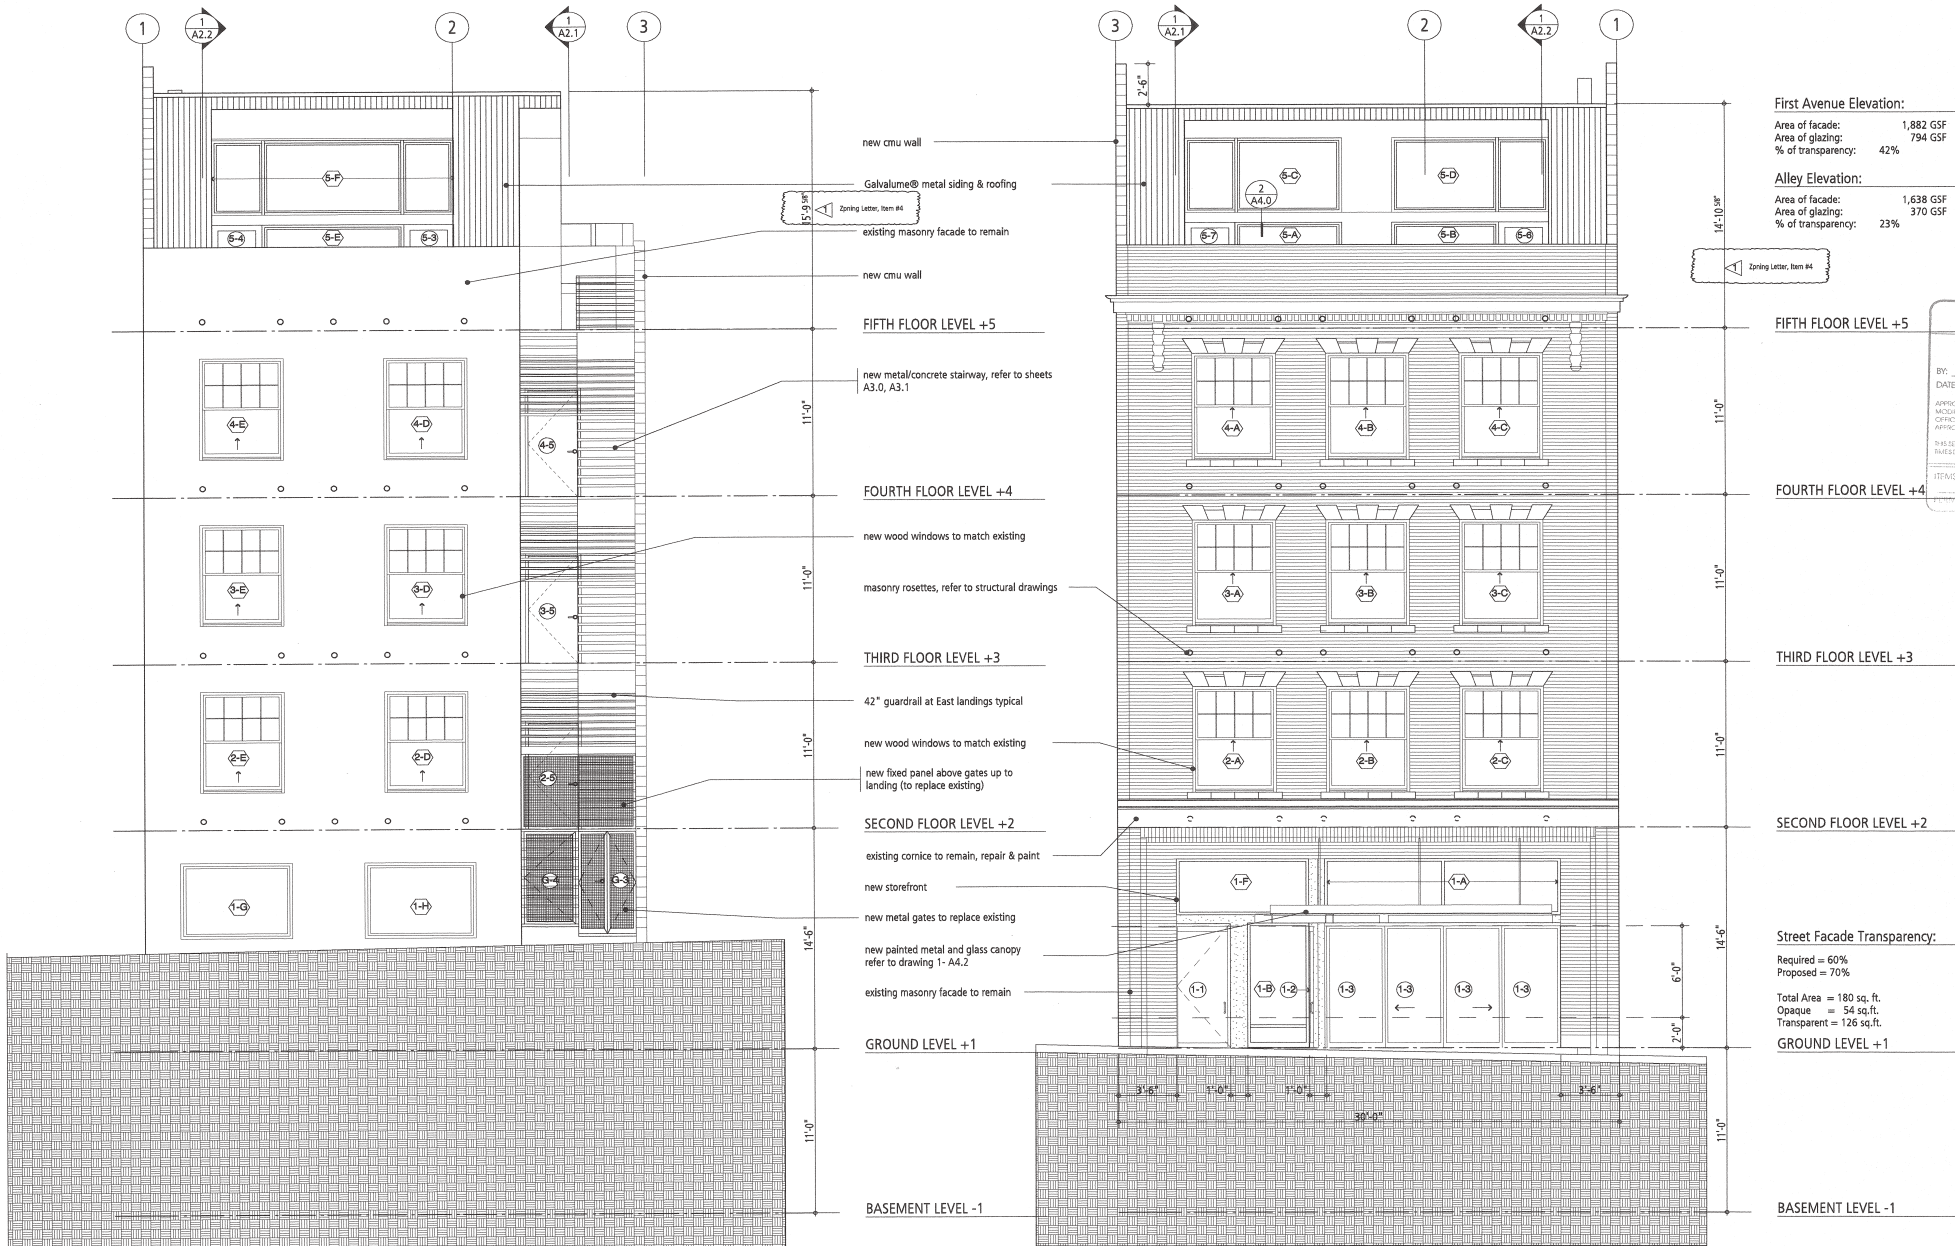 1
1
A2.2
2
1
A2.1
3
3
1
A2.1
2
1
A2.2
1
2'-6"
First Avenue Elevation:
Area of facade: 1,882 GSF
Area of glazing: 794 GSF
% of transparency: 42%
Alley Elevation:
Area of facade: 1,638 GSF
Area of glazing: 370 GSF
% of transparency: 23%
new cmu wall
Galvalume® metal siding & roofing
15'-9 5/8"
1 Zpning Letter, Item #4
existing masonry facade to remain
new cmu wall
5-F
5-4
5-E
5-3
5-C
5-D
2
A4.0
5-7
5-A
5-B
5-6
14'-10 5/8"
1 Zpning Letter, Item #4
FIFTH FLOOR LEVEL +5
FIFTH FLOOR LEVEL +5
new metal/concrete stairway, refer to sheets
A3.0, A3.1
11'-0"
11'-0"
4-E
4-D
4-5
4-A
4-B
4-C
BY:
DATE
ITEMS
FOURTH FLOOR LEVEL +4
FOURTH FLOOR LEVEL +4
new wood windows to match existing
masonry rosettes, refer to structural drawings
11'-0"
11'-0"
3-E
3-D
3-5
3-A
3-B
3-C
THIRD FLOOR LEVEL +3
THIRD FLOOR LEVEL +3
42" guardrail at East landings typical
new wood windows to match existing
new fixed panel above gates up to
landing (to replace existing)
11'-0"
11'-0"
2-E
2-D
2-5
2-A
2-B
2-C
SECOND FLOOR LEVEL +2
SECOND FLOOR LEVEL +2
existing cornice to remain, repair & paint
new storefront
new metal gates to replace existing
new painted metal and glass canopy
refer to drawing 1- A4.2
existing masonry facade to remain
1-G
1-H
G-4
G-3
14'-6"
1-F
1-A
1-1
1-B
1-2
1-3
1-3
1-3
1-3
6'-0"
2'-0"
14'-6"
Street Facade Transparency:
Required = 60%
Proposed = 70%
Total Area = 180 sq. ft.
Opaque = 54 sq.ft.
Transparent = 126 sq.ft.
GROUND LEVEL +1
GROUND LEVEL +1
3'-6"
1'-0"
1'-0"
3'-6"
30'-0"
11'-0"
11'-0"
BASEMENT LEVEL -1
BASEMENT LEVEL -1